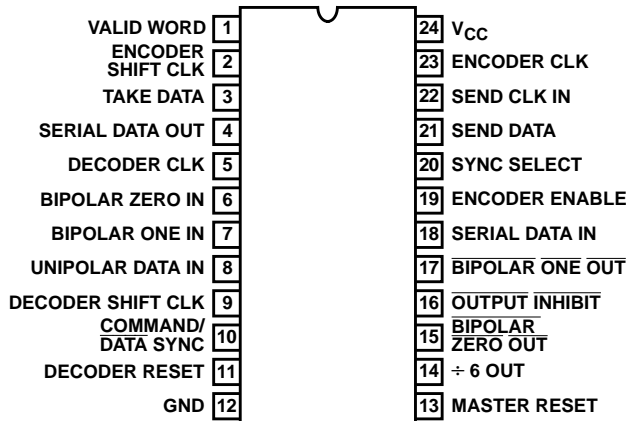 VALID WORD 1
ENCODER
SHIFT CLK 2
TAKE DATA 3
SERIAL DATA OUT 4
DECODER CLK 5
BIPOLAR ZERO IN 6
BIPOLAR ONE IN 7
UNIPOLAR DATA IN 8
DECODER SHIFT CLK 9
COMMAND/
DATA SYNC 10
DECODER RESET 11
GND 12
24 VCC
23 ENCODER CLK
22 SEND CLK IN
21 SEND DATA
20 SYNC SELECT
19 ENCODER ENABLE
18 SERIAL DATA IN
17 BIPOLAR ONE OUT
16 OUTPUT INHIBIT
15 BIPOLAR
ZERO OUT
14 ÷ 6 OUT
13 MASTER RESET